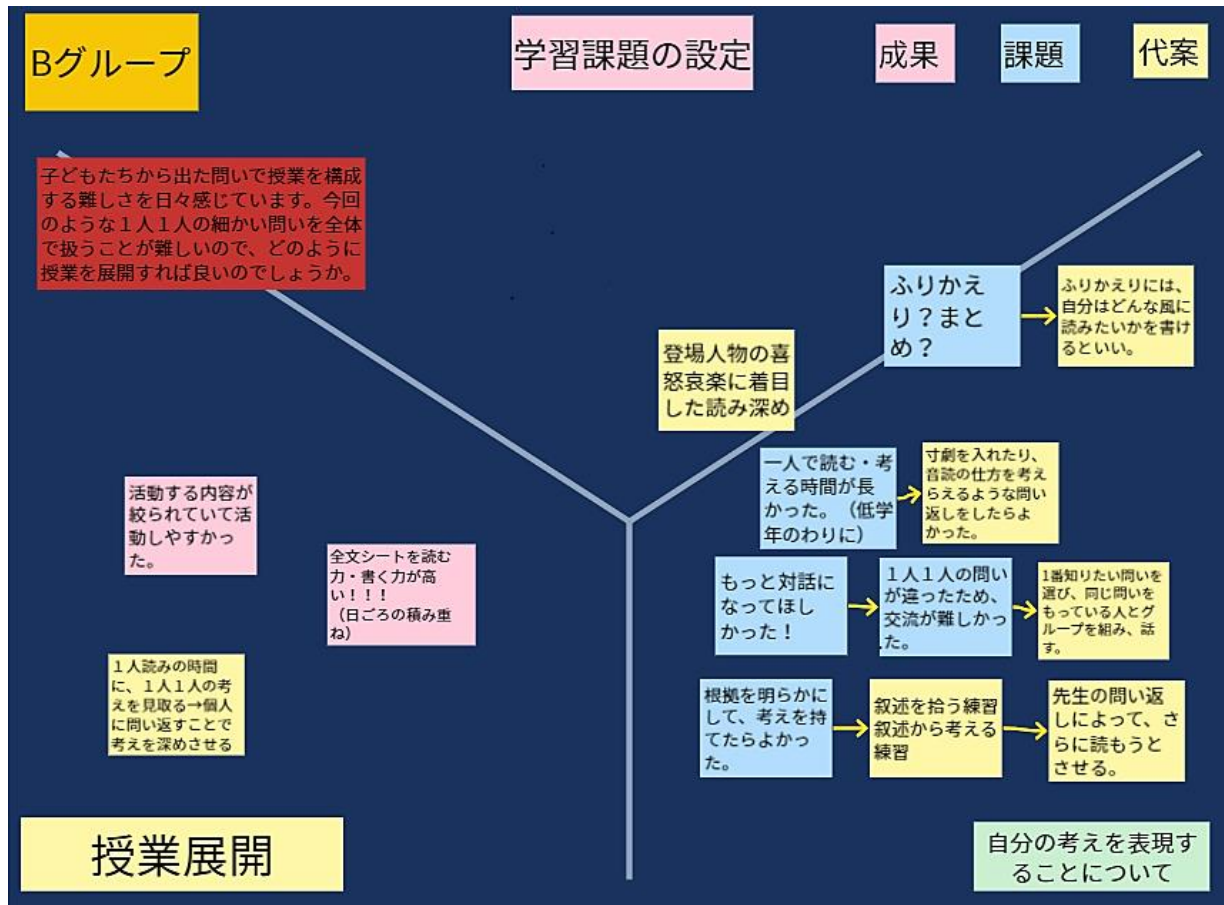 Bグループ
学習課題の設定
成果
課題
代案
子どもたちから出た問いで授業を構成
する難しさを日々感じています。今回
のような１人１人の細かい問いを全体
で扱うことが難しいので、どのように
授業を展開すれば良いのでしょうか。
ふりかえ
り？まと
め？
ふりかえりには、
自分はどんな風に
読みたいかを書け
るといい。
登場人物の喜
怒哀楽に着目
した読み深め
一人で読む・考
える時間が長
かった。（低学
年のわりに）
寸劇を入れたり、
音読の仕方を考え
らえるような問い
返しをしたらよ
かった。
活動する内容が
絞られていて活
動しやすかっ
た。
全文シートを読む
力・書く力が高
い！！！
（日ごろの積み重
ね）
もっと対話に
なってほし
かった！
１人１人の問い
が違ったため、
交流が難しかっ
た。
1番知りたい問いを
選び、同じ問いを
もっている人とグ
ループを組み、話
す。
１人読みの時間
に、１人１人の考
えを見取る→個人
に問い返すことで
考えを深めさせる
根拠を明らかに
して、考えを持
てたらよかっ
た。
叙述を拾う練習
叙述から考える
練習
先生の問い返
しによって、さ
らに読もうと
させる。
授業展開
自分の考えを表現す
ることについて